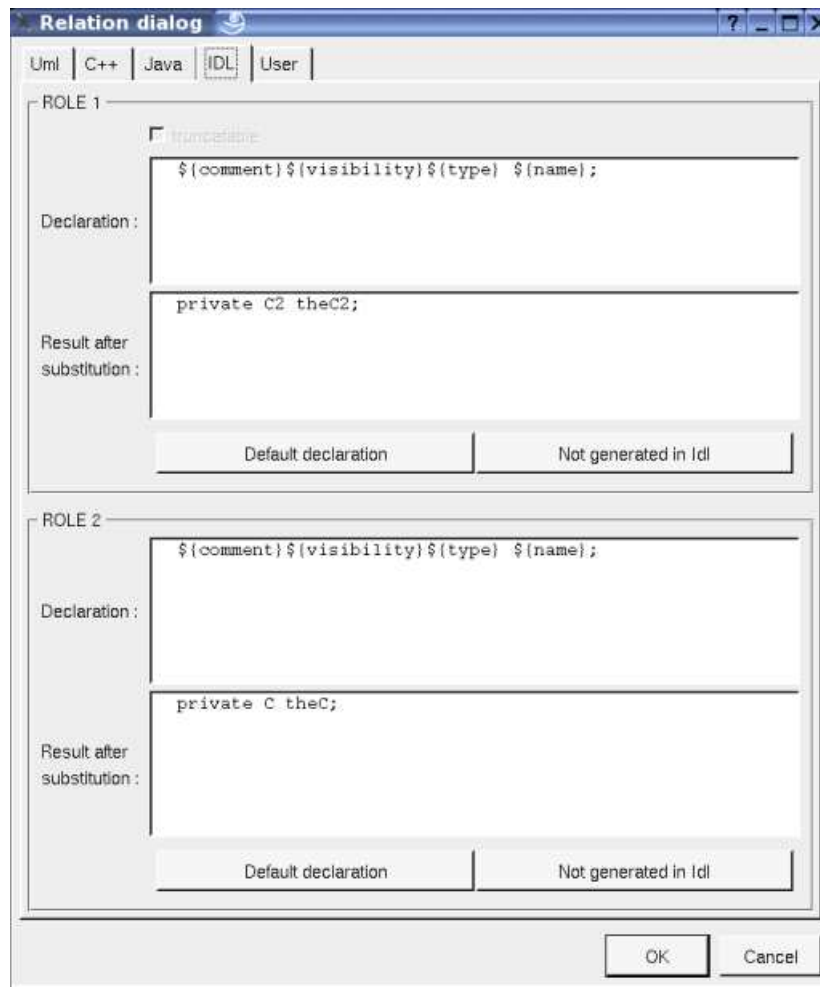 Relation dialog
Uml C++ Java IDL User
ROLE 1
truncatable
${comment}${visibility}${type} ${name};
Declaration :
private C2 theC2;
Result after
substitution :
Default declaration Not generated in Idl
ROLE 2
${comment}${visibility}${type} ${name};
Declaration :
private C theC;
Result after
substitution :
Default declaration Not generated in Idl
OK Cancel